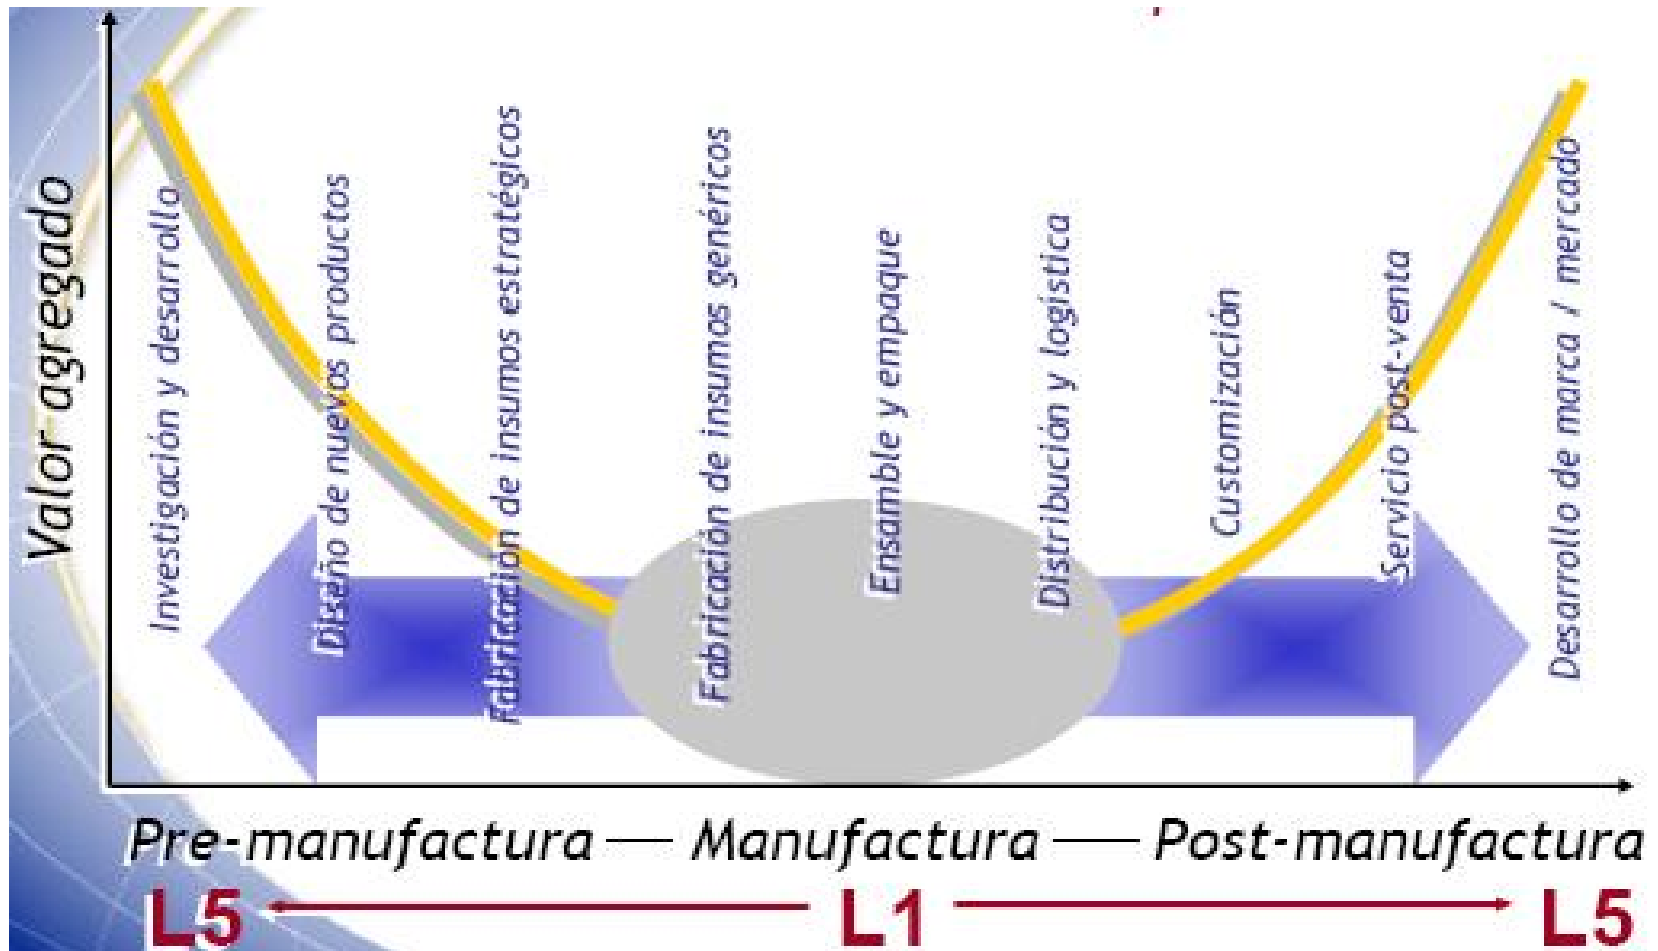 Valor agregado
Investigación y desarrollo
Diseño de nuevos productos
Fabricación de insumos estratégicos
Fabricación de insumos genéricos
Ensamble y empaque
Distribución y logística
Customización
Servicio post-venta
Desarrollo de marca / mercado
Pre-manufactura — Manufactura — Post-manufactura
L5 L1 L5